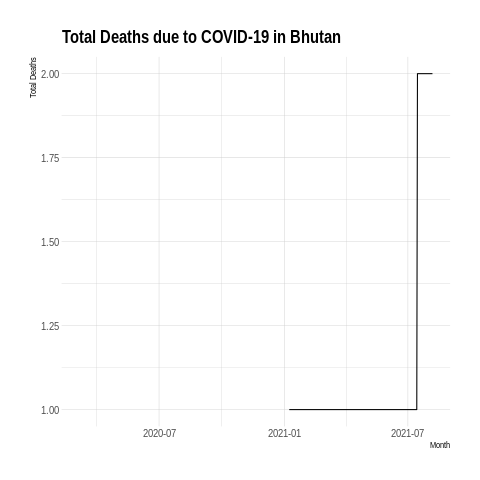 Total Deaths due to COVID-19 in Bhutan
Total Deaths
2.00
1.75
1.50
1.25
1.00
2020-07 2021-01 2021-07
Month